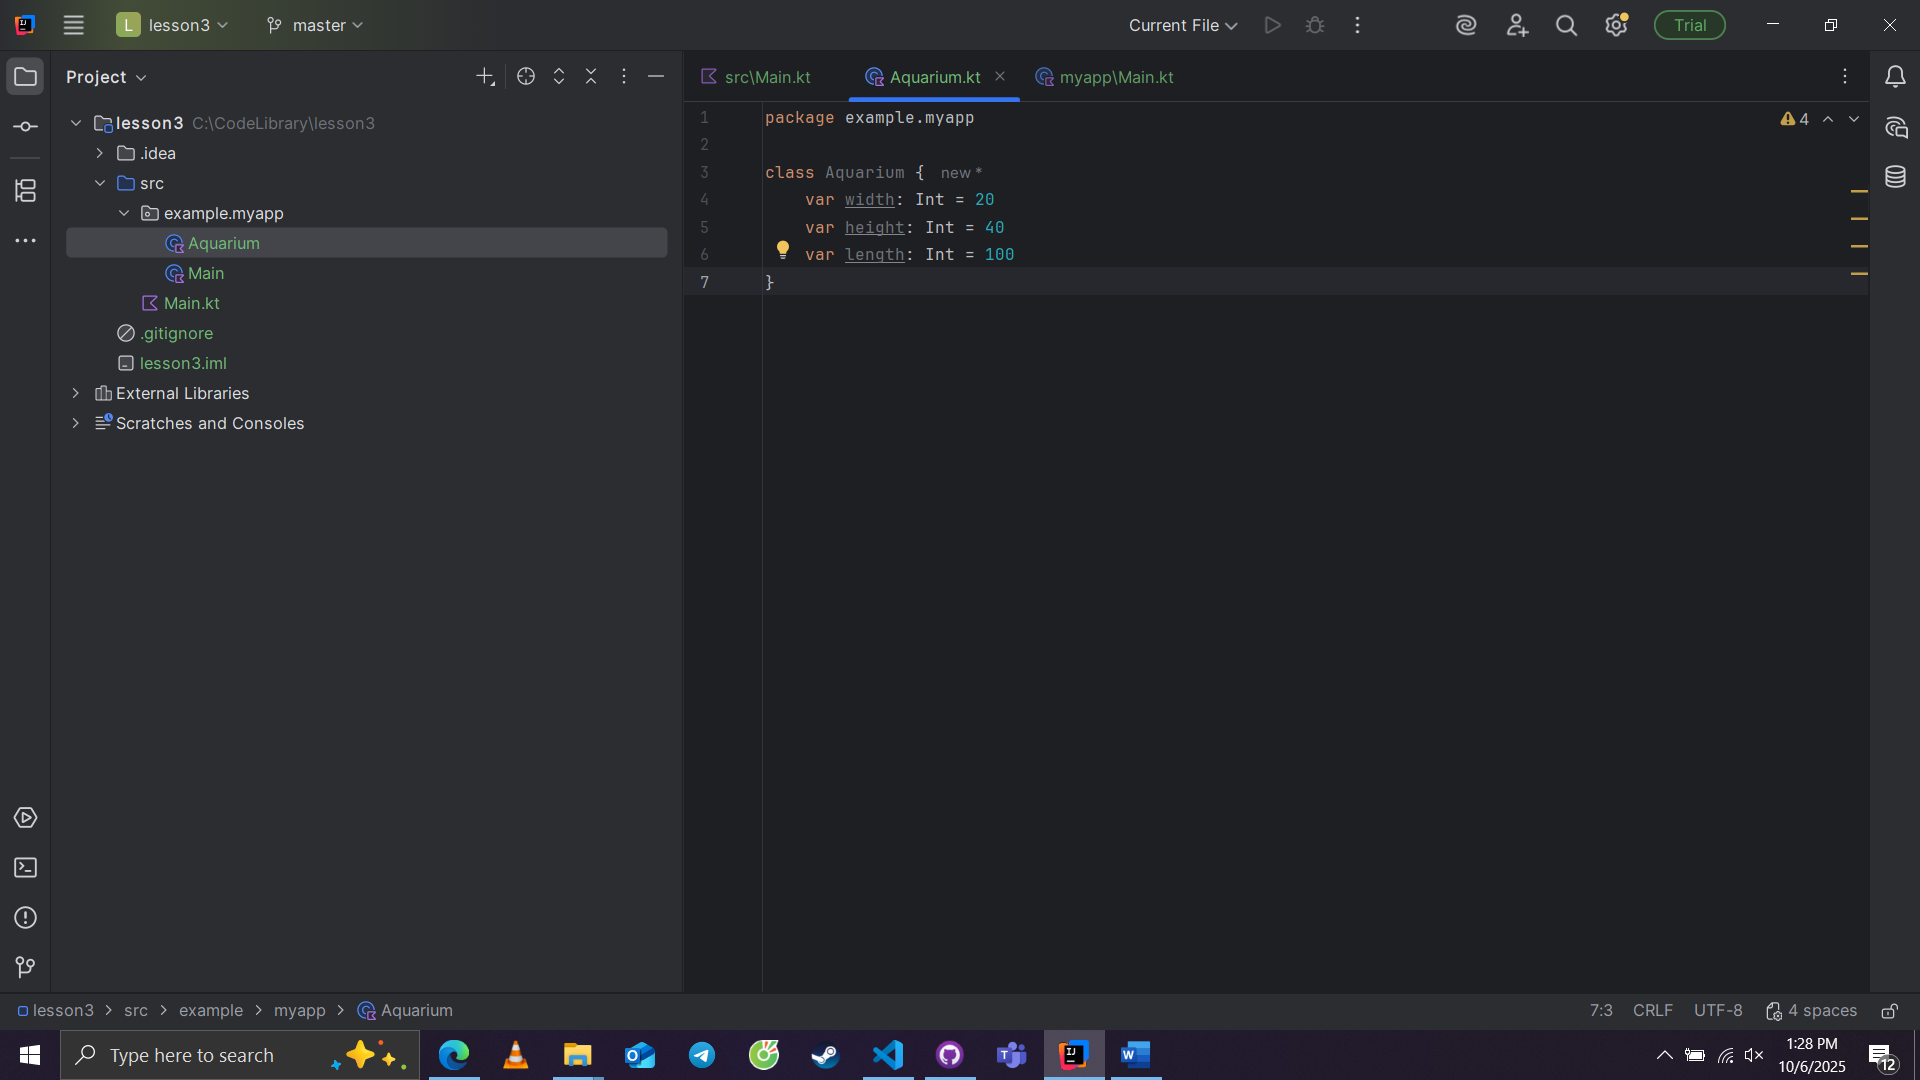 L lesson3 master Current File Trial
Project
src\Main.kt Aquarium.kt myapp\Main.kt
lesson3 C:\CodeLibrary\lesson3
.idea
src
example.myapp
Aquarium
Main
Main.kt
.gitignore
lesson3.iml
External Libraries
Scratches and Consoles
1 package example.myapp 4
2
3 class Aquarium { new *
4 var width: Int = 20
5 var height: Int = 40
6 var length: Int = 100
7 }
lesson3 > src > example > myapp > Aquarium 7:3 CRLF UTF-8 4 spaces
Type here to search
1:28 PM
10/6/2025
12